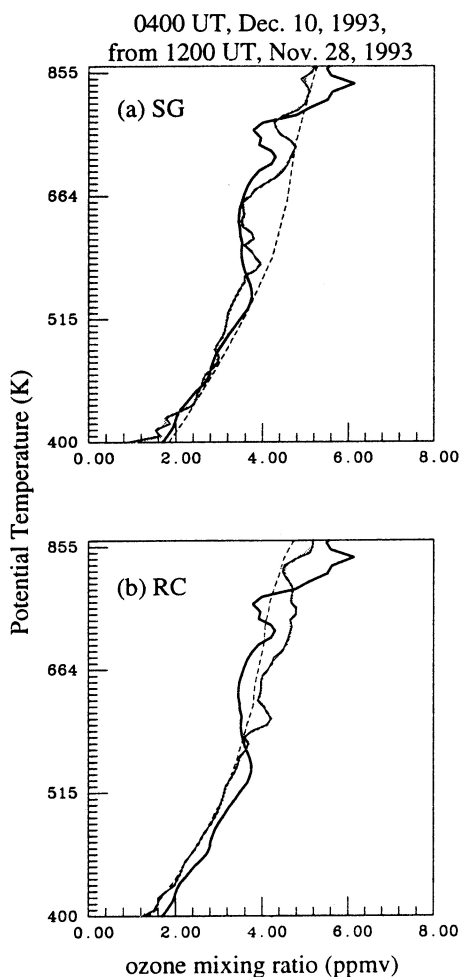 0400 UT, Dec. 10, 1993,
from 1200 UT, Nov. 28, 1993
855
(a) SG
664
515
400
0.00 2.00 4.00 6.00 8.00
Potential Temperature (K)
855
(b) RC
664
515
400
0.00 2.00 4.00 6.00 8.00
ozone mixing ratio (ppmv)